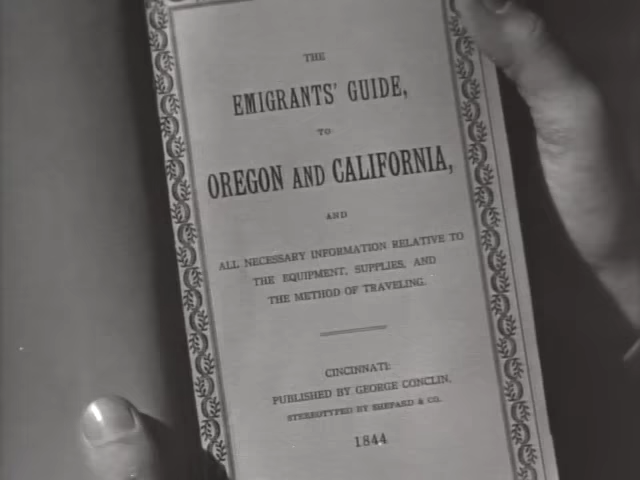 THE
EMIGRANTS' GUIDE,
TO
OREGON AND CALIFORNIA,
AND
ALL NECESSARY INFORMATION RELATIVE TO
THE EQUIPMENT, SUPPLIES, AND
THE METHOD OF TRAVELING.
CINCINNATI:
PUBLISHED BY GEORGE CONCLIN.
STEREOTYPED BY SHEPARD & CO.
1844